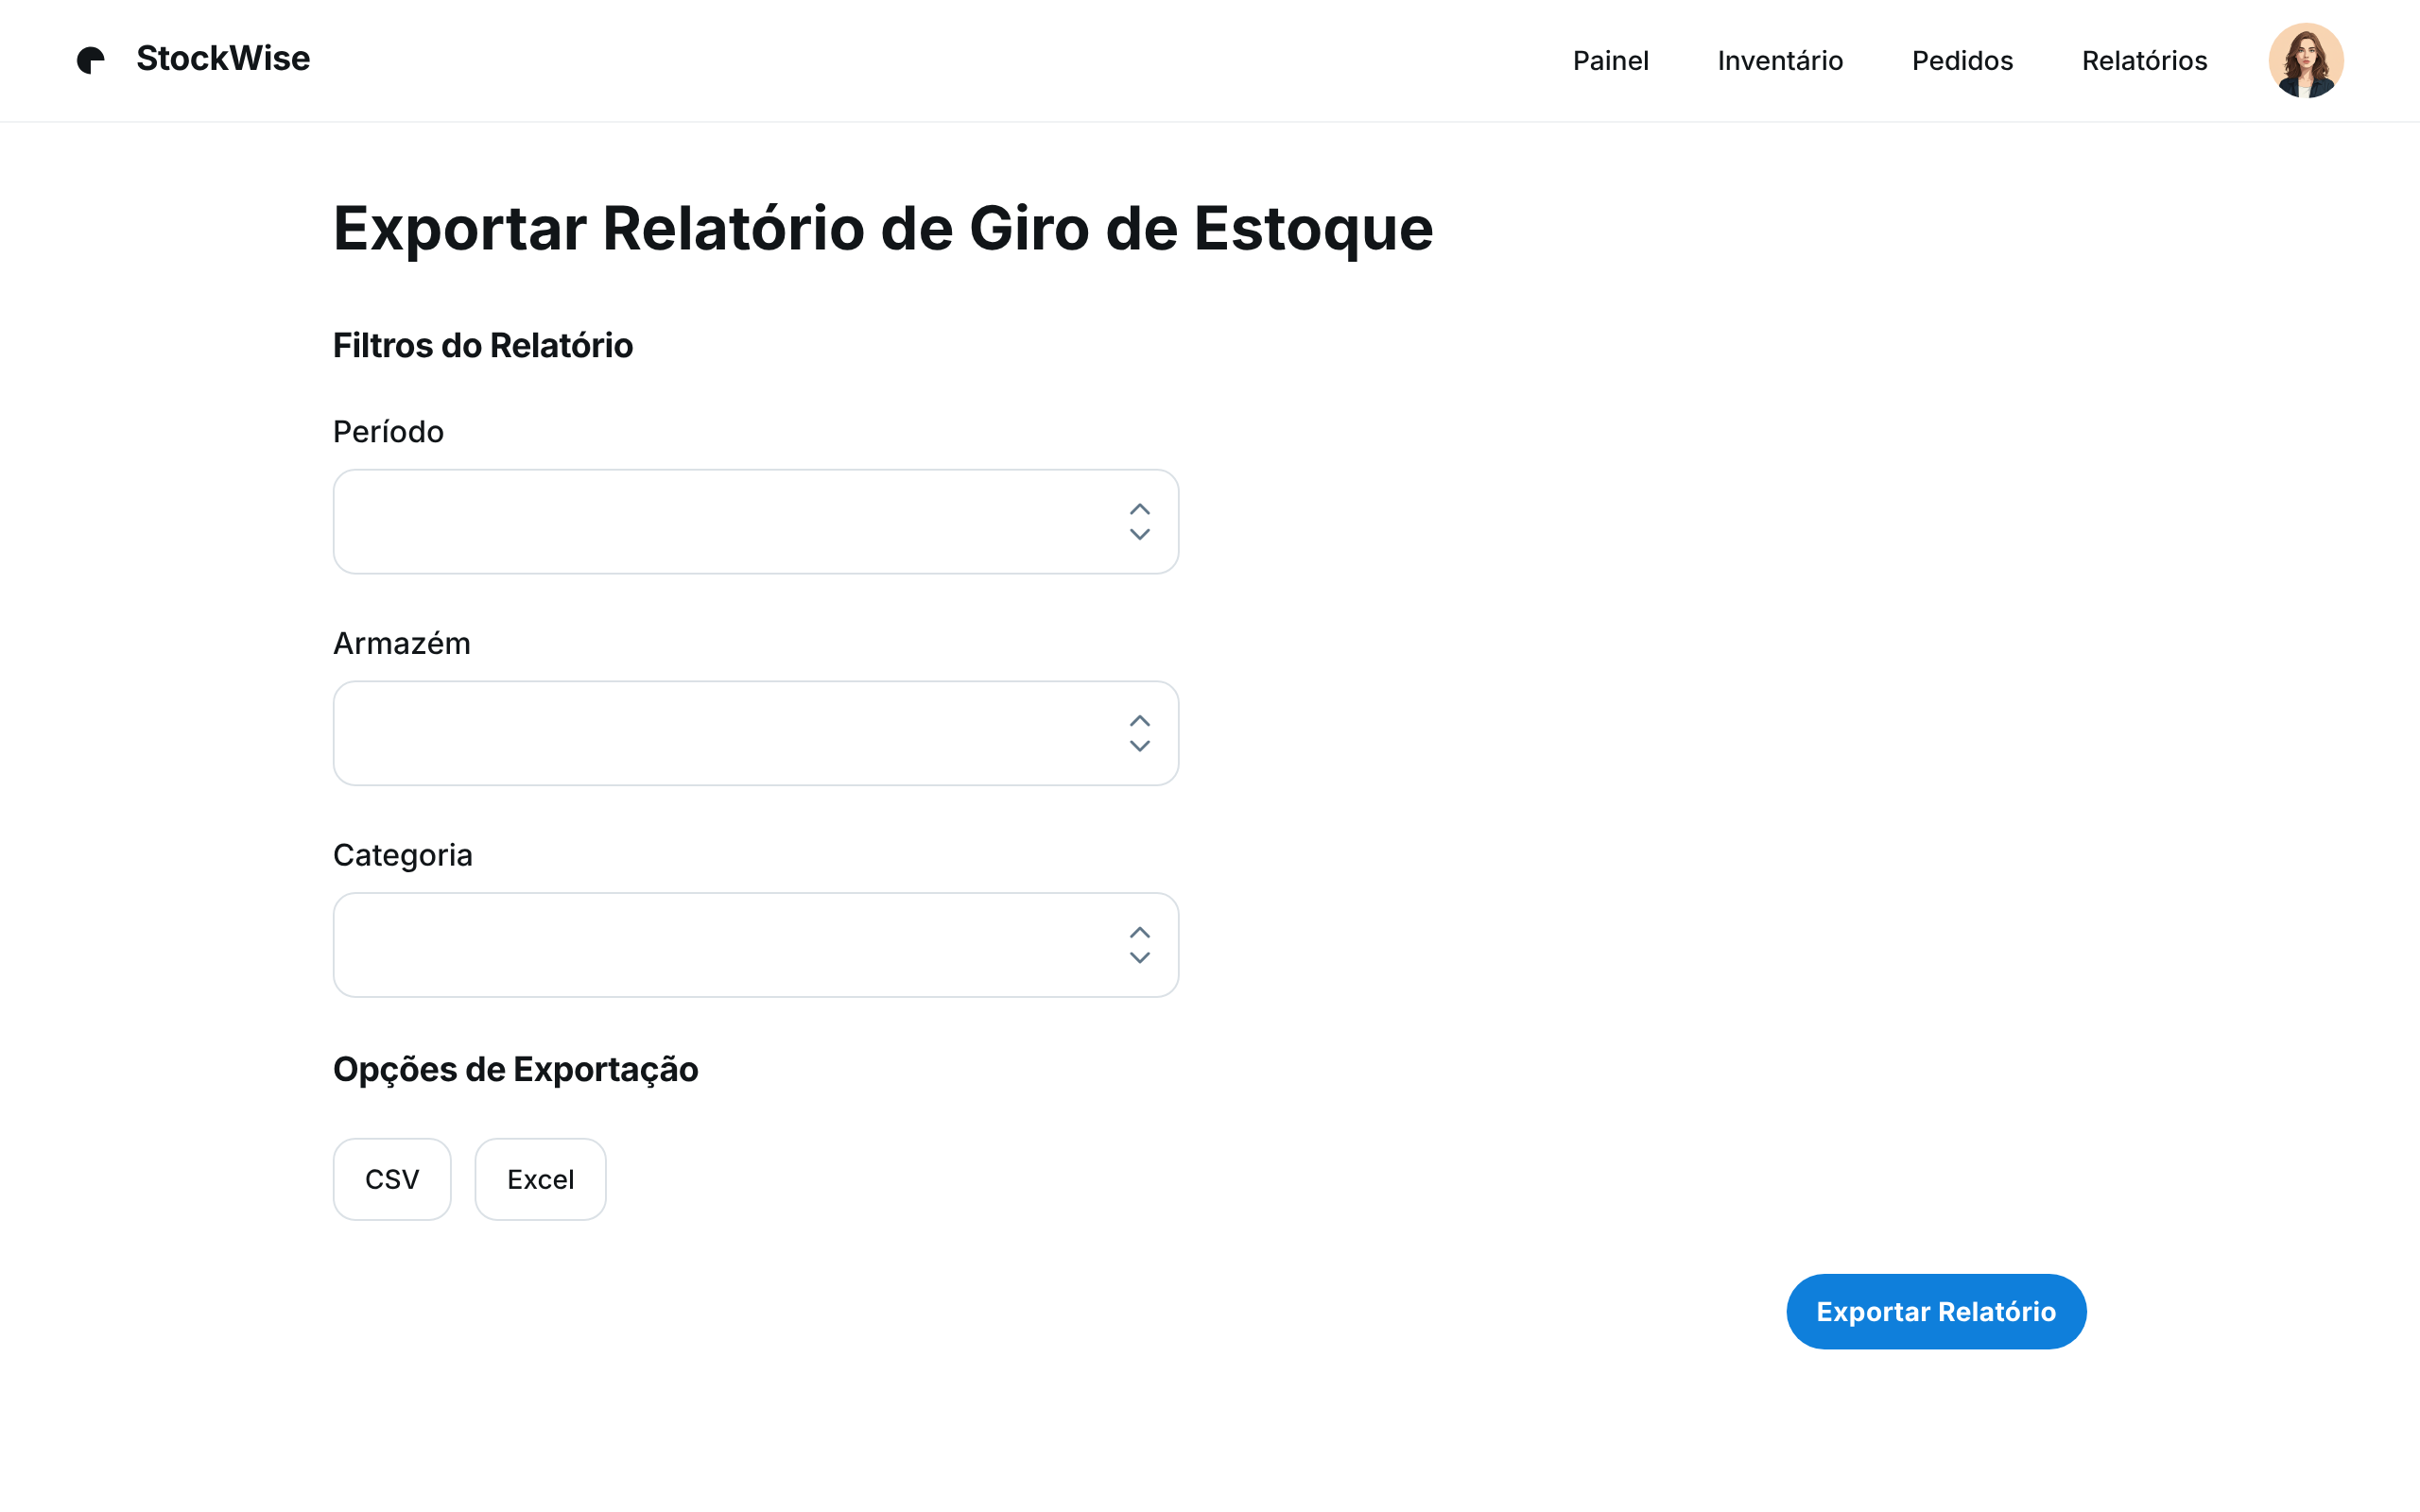 StockWise
Painel
Inventário
Pedidos
Relatórios
Exportar Relatório de Giro de Estoque
Filtros do Relatório
Período
Armazém
Categoria
Opções de Exportação
CSV
Excel
Exportar Relatório